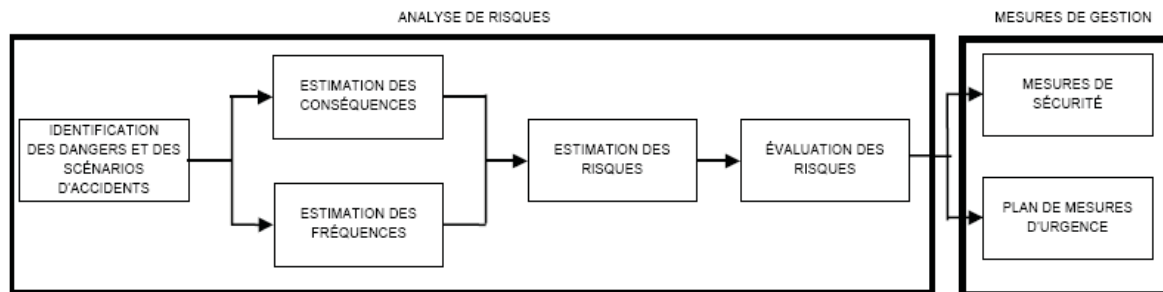 ANALYSE DE RISQUES
MESURES DE GESTION
IDENTIFICATION
DES DANGERS ET DES
SCÉNARIOS
D'ACCIDENTS
ESTIMATION DES
CONSÉQUENCES
ESTIMATION DES
FRÉQUENCES
ESTIMATION DES
RISQUES
ÉVALUATION DES
RISQUES
MESURES DE
SÉCURITÉ
PLAN DE MESURES
D'URGENCE